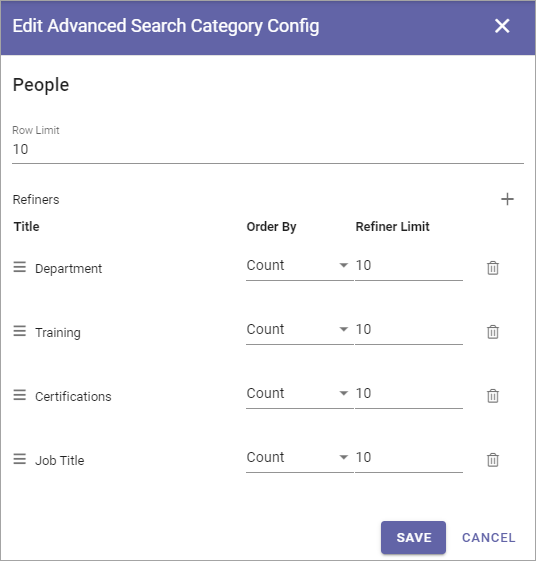 Edit Advanced Search Category Config
People
Row Limit
10
Refiners
Title Order By Refiner Limit
Department Count 10
Training Count 10
Certifications Count 10
Job Title Count 10
SAVE CANCEL